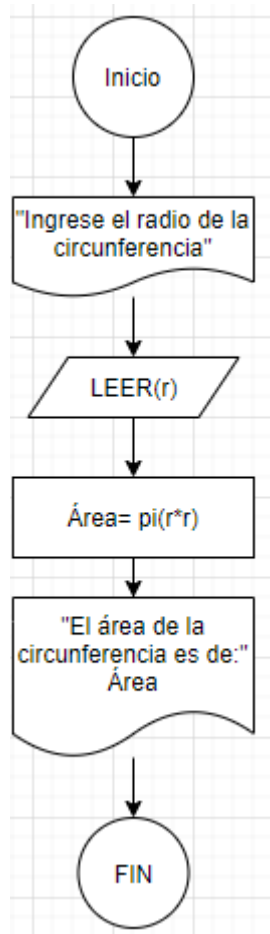 Inicio
"Ingrese el radio de la
circunferencia"
LEER(r)
Área= pi(r*r)
"El área de la
circunferencia es de:"
Área
FIN